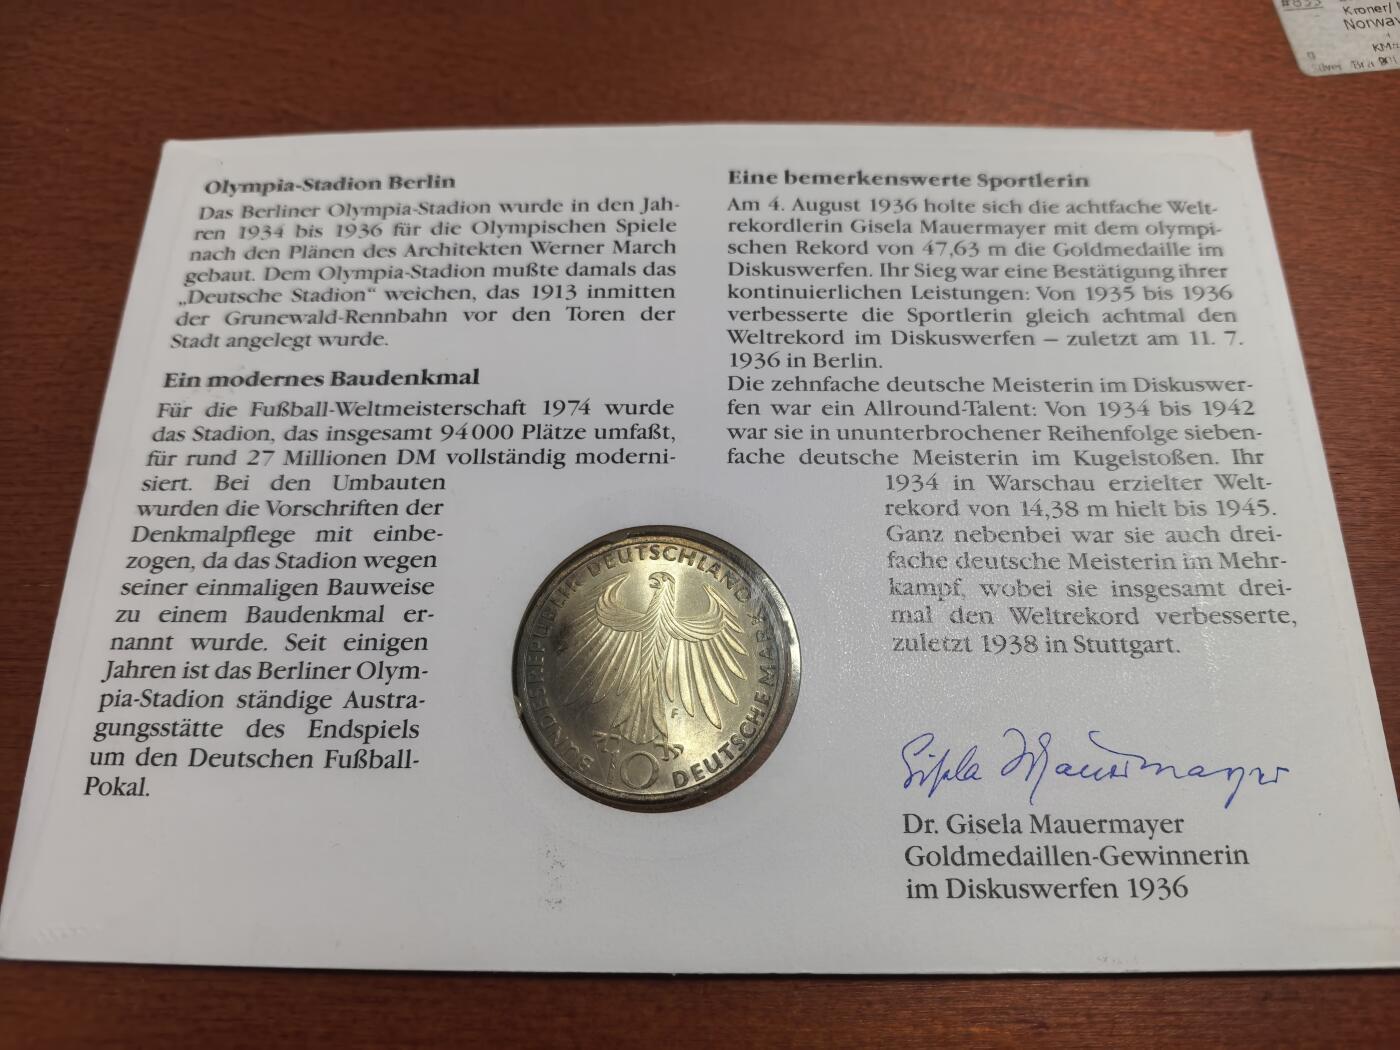 Olympia-Stadion Berlin
Das Berliner Olympia-Stadion wurde in den Jah-
ren 1934 bis 1936 für die Olympischen Spiele
nach den Plänen des Architekten Werner March
gebaut. Dem Olympia-Stadion mußte damals das
„Deutsche Stadion“ weichen, das 1913 inmitten
der Grunewald-Rennbahn vor den Toren der
Stadt angelegt wurde.
Ein modernes Baudenkmal
Für die Fußball-Weltmeisterschaft 1974 wurde
das Stadion, das insgesamt 94000 Plätze umfaßt,
für rund 27 Millionen DM vollständig moderni-
siert. Bei den Umbauten
wurden die Vorschriften der
Denkmalpflege mit einbe-
zogen, da das Stadion wegen
seiner einmaligen Bauweise
zu einem Baudenkmal er-
nannt wurde. Seit einigen
Jahren ist das Berliner Olym-
pia-Stadion ständige Austra-
gungsstätte des Endspiels
um den Deutschen Fußball-
Pokal.
Eine bemerkenswerte Sportlerin
Am 4. August 1936 holte sich die achtfache Welt-
rekordlerin Gisela Mauermayer mit dem olympi-
schen Rekord von 47,63 m die Goldmedaille im
Diskuswerfen. Ihr Sieg war eine Bestätigung ihrer
kontinuierlichen Leistungen: Von 1935 bis 1936
verbesserte die Sportlerin gleich achtmal den
Weltrekord im Diskuswerfen – zuletzt am 11. 7.
1936 in Berlin.
Die zehnfache deutsche Meisterin im Diskuswer-
fen war ein Allround-Talent: Von 1934 bis 1942
war sie in ununterbrochener Reihenfolge sieben-
fache deutsche Meisterin im Kugelstoßen. Ihr
1934 in Warschau erzielter Welt-
rekord von 14,38 m hielt bis 1945.
Ganz nebenbei war sie auch drei-
fache deutsche Meisterin im Mehr-
kampf, wobei sie insgesamt drei-
mal den Weltrekord verbesserte,
zuletzt 1938 in Stuttgart.
Gisela Mauermayer
Dr. Gisela Mauermayer
Goldmedaillen-Gewinnerin
im Diskuswerfen 1936
BUNDESREPUBLIK DEUTSCHLAND
10 DEUTSCHE MARK
F
Kroner/
Norwa
KM